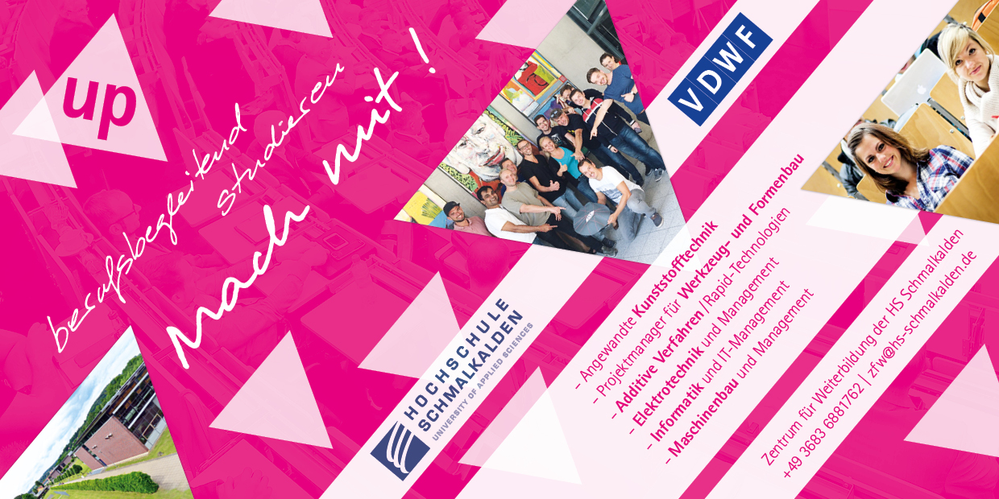 up
berufsbegleitend
studieren
mach mit !
VDWF
HOCHSCHULE
SCHMALKALDEN
UNIVERSITY OF APPLIED SCIENCES
– Angewandte Kunststofftechnik
– Projektmanager für Werkzeug- und Formenbau
– Additive Verfahren / Rapid-Technologien
– Elektrotechnik und Management
– Informatik und IT-Management
– Maschinenbau und Management
Zentrum für Weiterbildung der HS Schmalkalden
+49 3683 6881762 | zfw@hs-schmalkalden.de